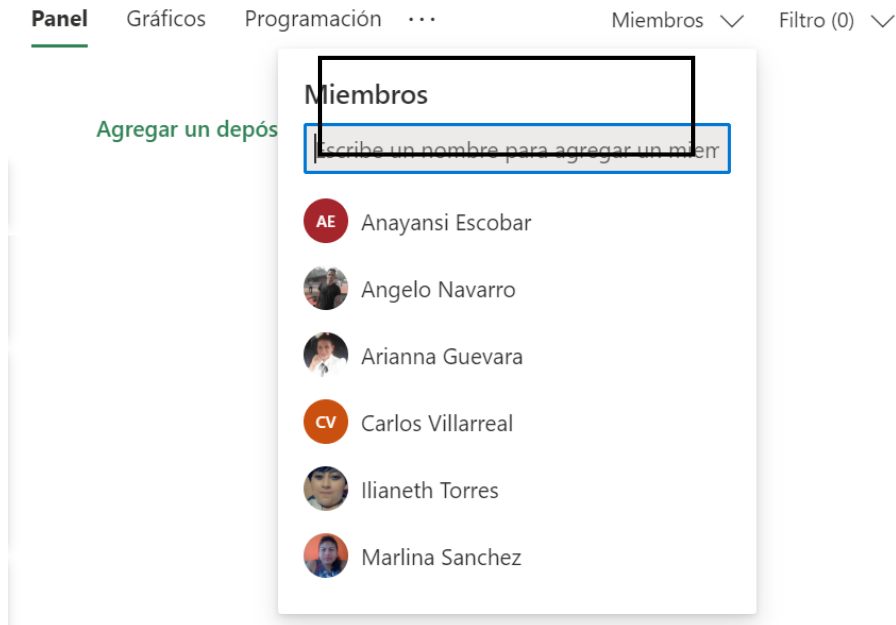 Panel Gráficos Programación ··· Miembros Filtro (0)
Miembros
Agregar un depós
Escribe un nombre para agregar un miem
AE Anayansi Escobar
Angelo Navarro
Arianna Guevara
CV Carlos Villarreal
Ilianeth Torres
Marlina Sanchez